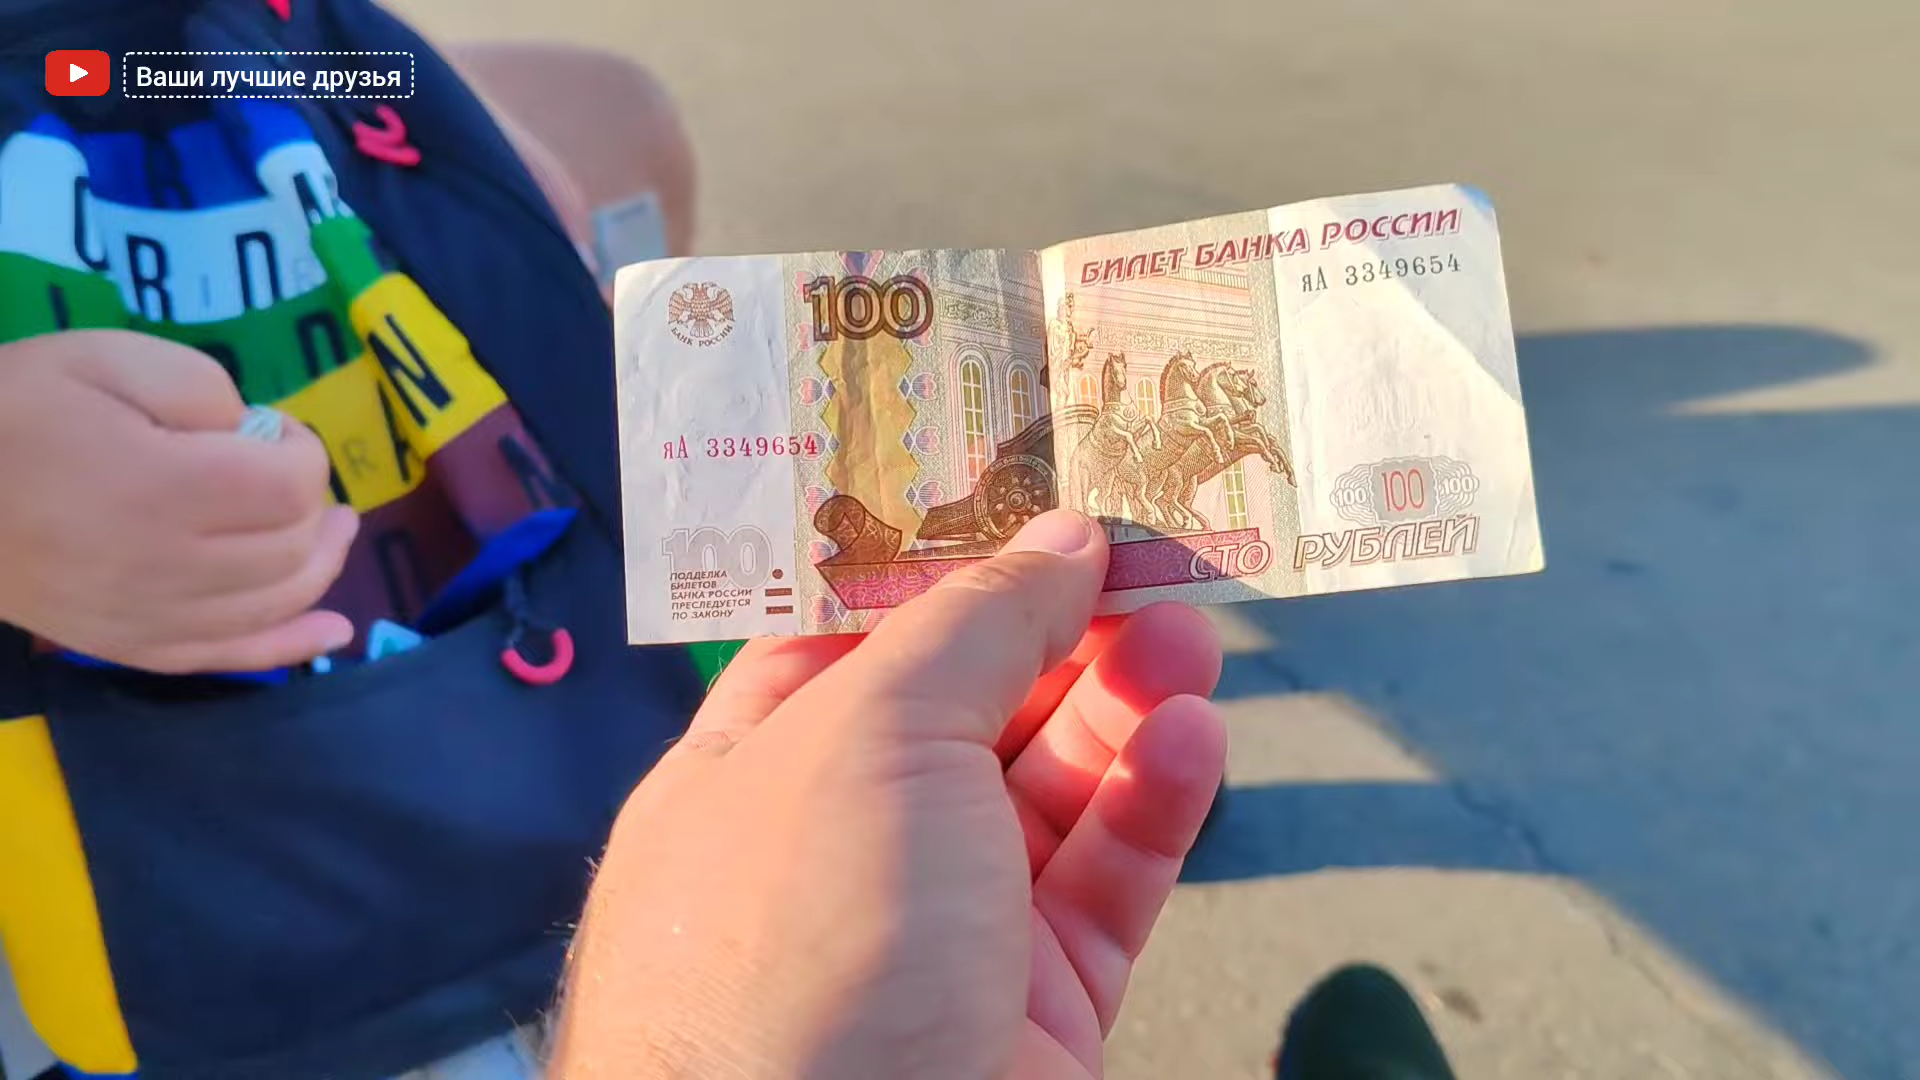 Ваши лучшие друзья
БИЛЕТ БАНКА РОССИИ
яА 3349654
100
БАНК РОССИИ
яА 3349654
100
ПОДДЕЛКА
БИЛЕТОВ
БАНКА РОССИИ
ПРЕСЛЕДУЕТСЯ
ПО ЗАКОНУ
100 100 100
СТО РУБЛЕЙ